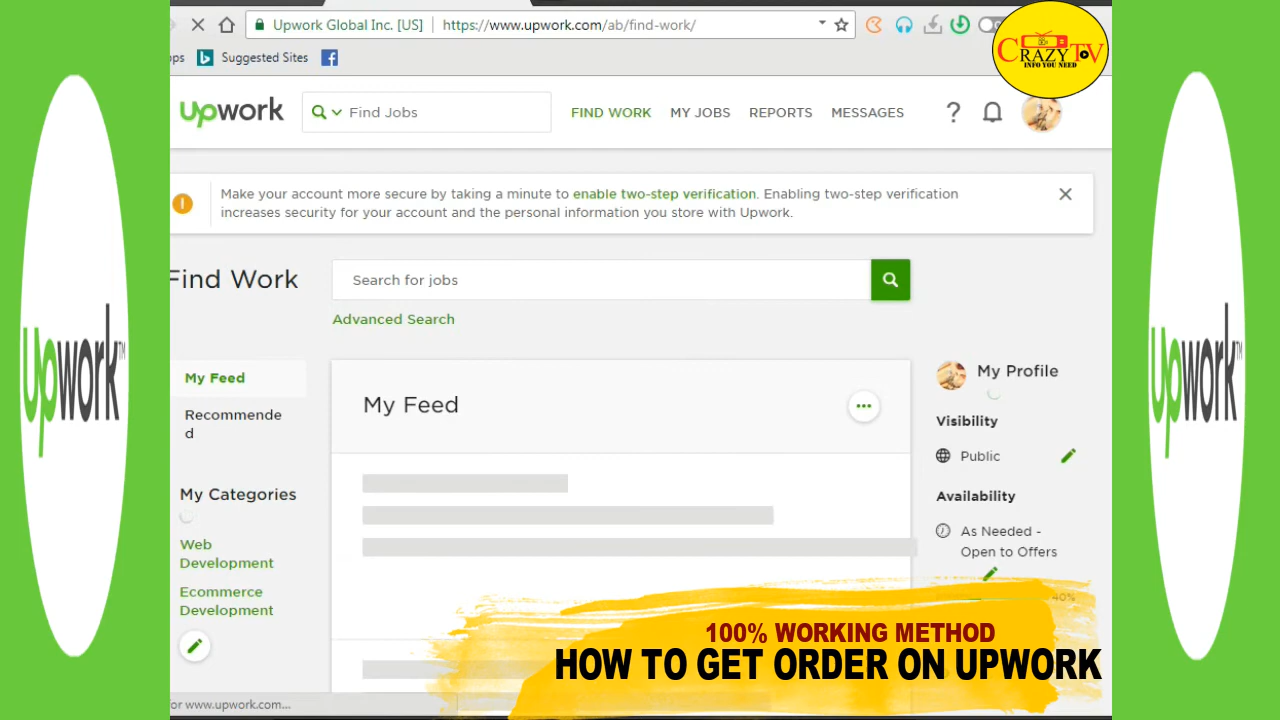 Upwork Global Inc. [US]
https://www.upwork.com/ab/find-work/
CRAZY TV
INFO YOU NEED
ps
Suggested Sites
upwork
Find Jobs
FIND WORK
MY JOBS
REPORTS
MESSAGES
?
Make your account more secure by taking a minute to enable two-step verification. Enabling two-step verification
increases security for your account and the personal information you store with Upwork.
Find Work
Search for jobs
Advanced Search
My Feed
Recommende
d
My Categories
Web
Development
Ecommerce
Development
My Feed
My Profile
Visibility
Public
Availability
As Needed -
Open to Offers
40%
for www.upwork.com...
100% WORKING METHOD
HOW TO GET ORDER ON UPWORK
upwork™
upwork™